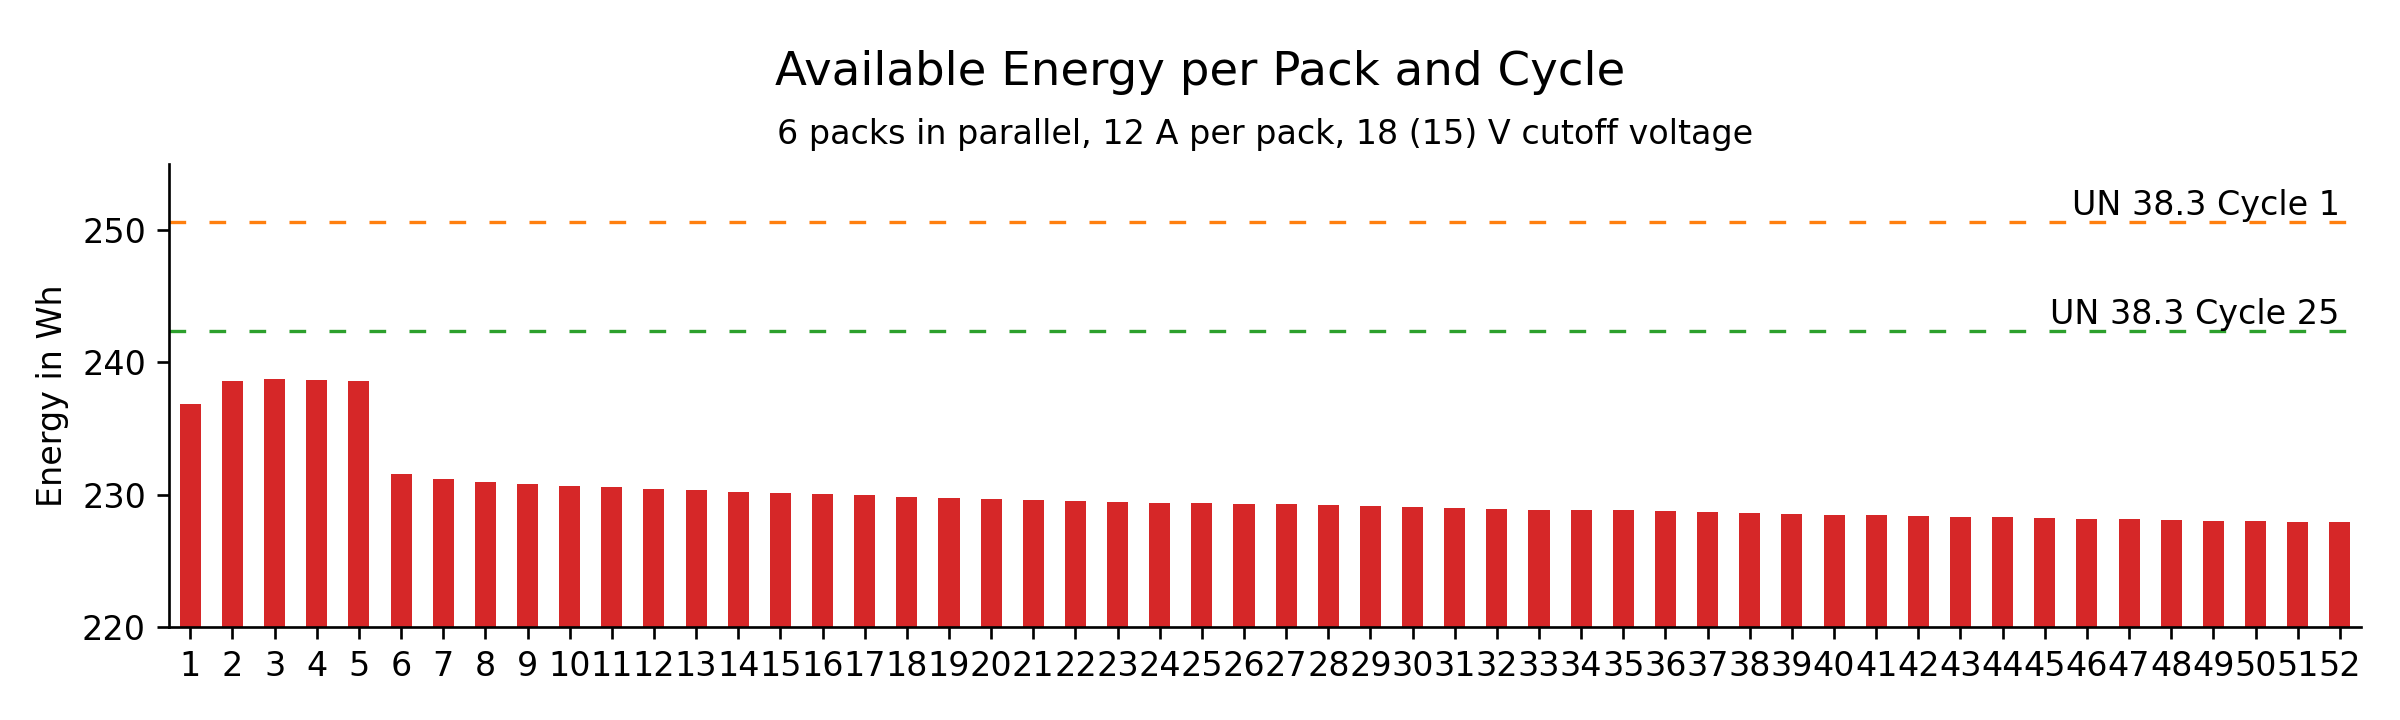 Available Energy per Pack and Cycle
6 packs in parallel, 12 A per pack, 18 (15) V cutoff voltage
UN 38.3 Cycle 1
250
UN 38.3 Cycle 25
240
Energy in Wh
230
220
1 2 3 4 5 6 7 8 9 10 11 12 13 14 15 16 17 18 19 20 21 22 23 24 25 26 27 28 29 30 31 32 33 34 35 36 37 38 39 40 41 42 43 44 45 46 47 48 49 50 51 52